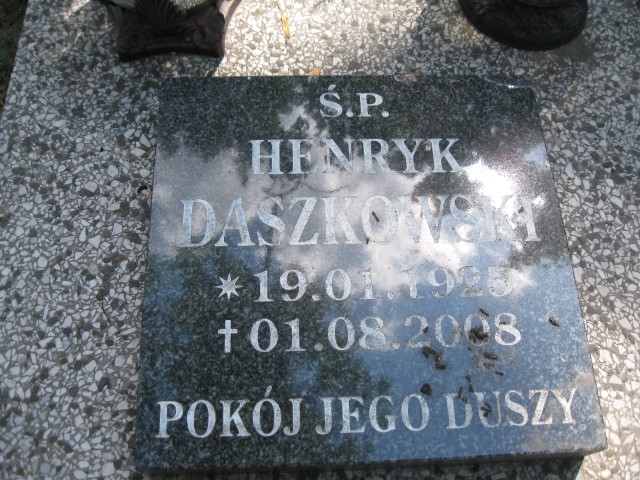 Ś.P.
HENRYK
DASZKOWSKI
*19.01.1925
†01.08.2008
POKÓJ JEGO DUSZY